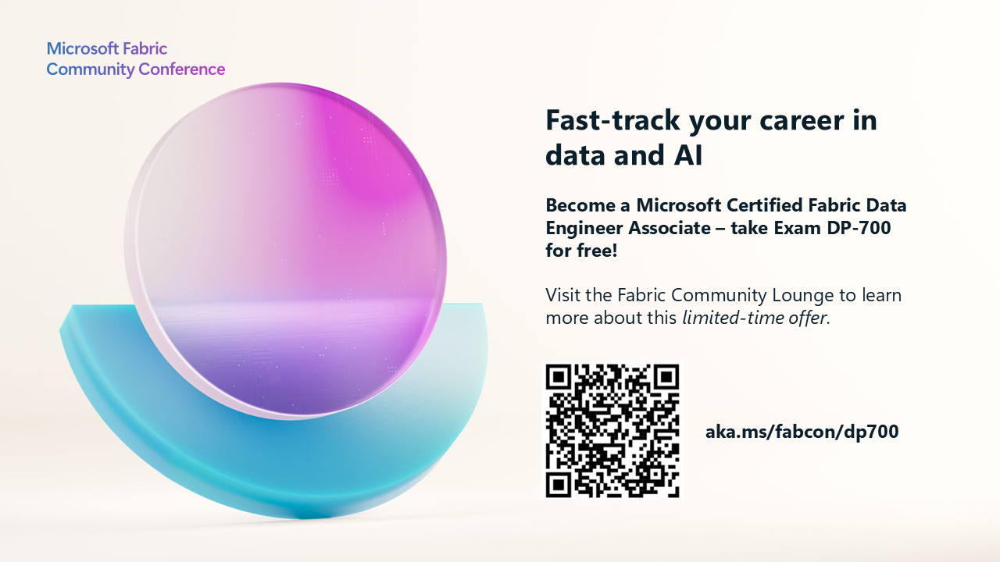 Microsoft Fabric
Community Conference
Fast-track your career in
data and AI
Become a Microsoft Certified Fabric Data
Engineer Associate – take Exam DP-700
for free!
Visit the Fabric Community Lounge to learn
more about this limited-time offer.
aka.ms/fabcon/dp700